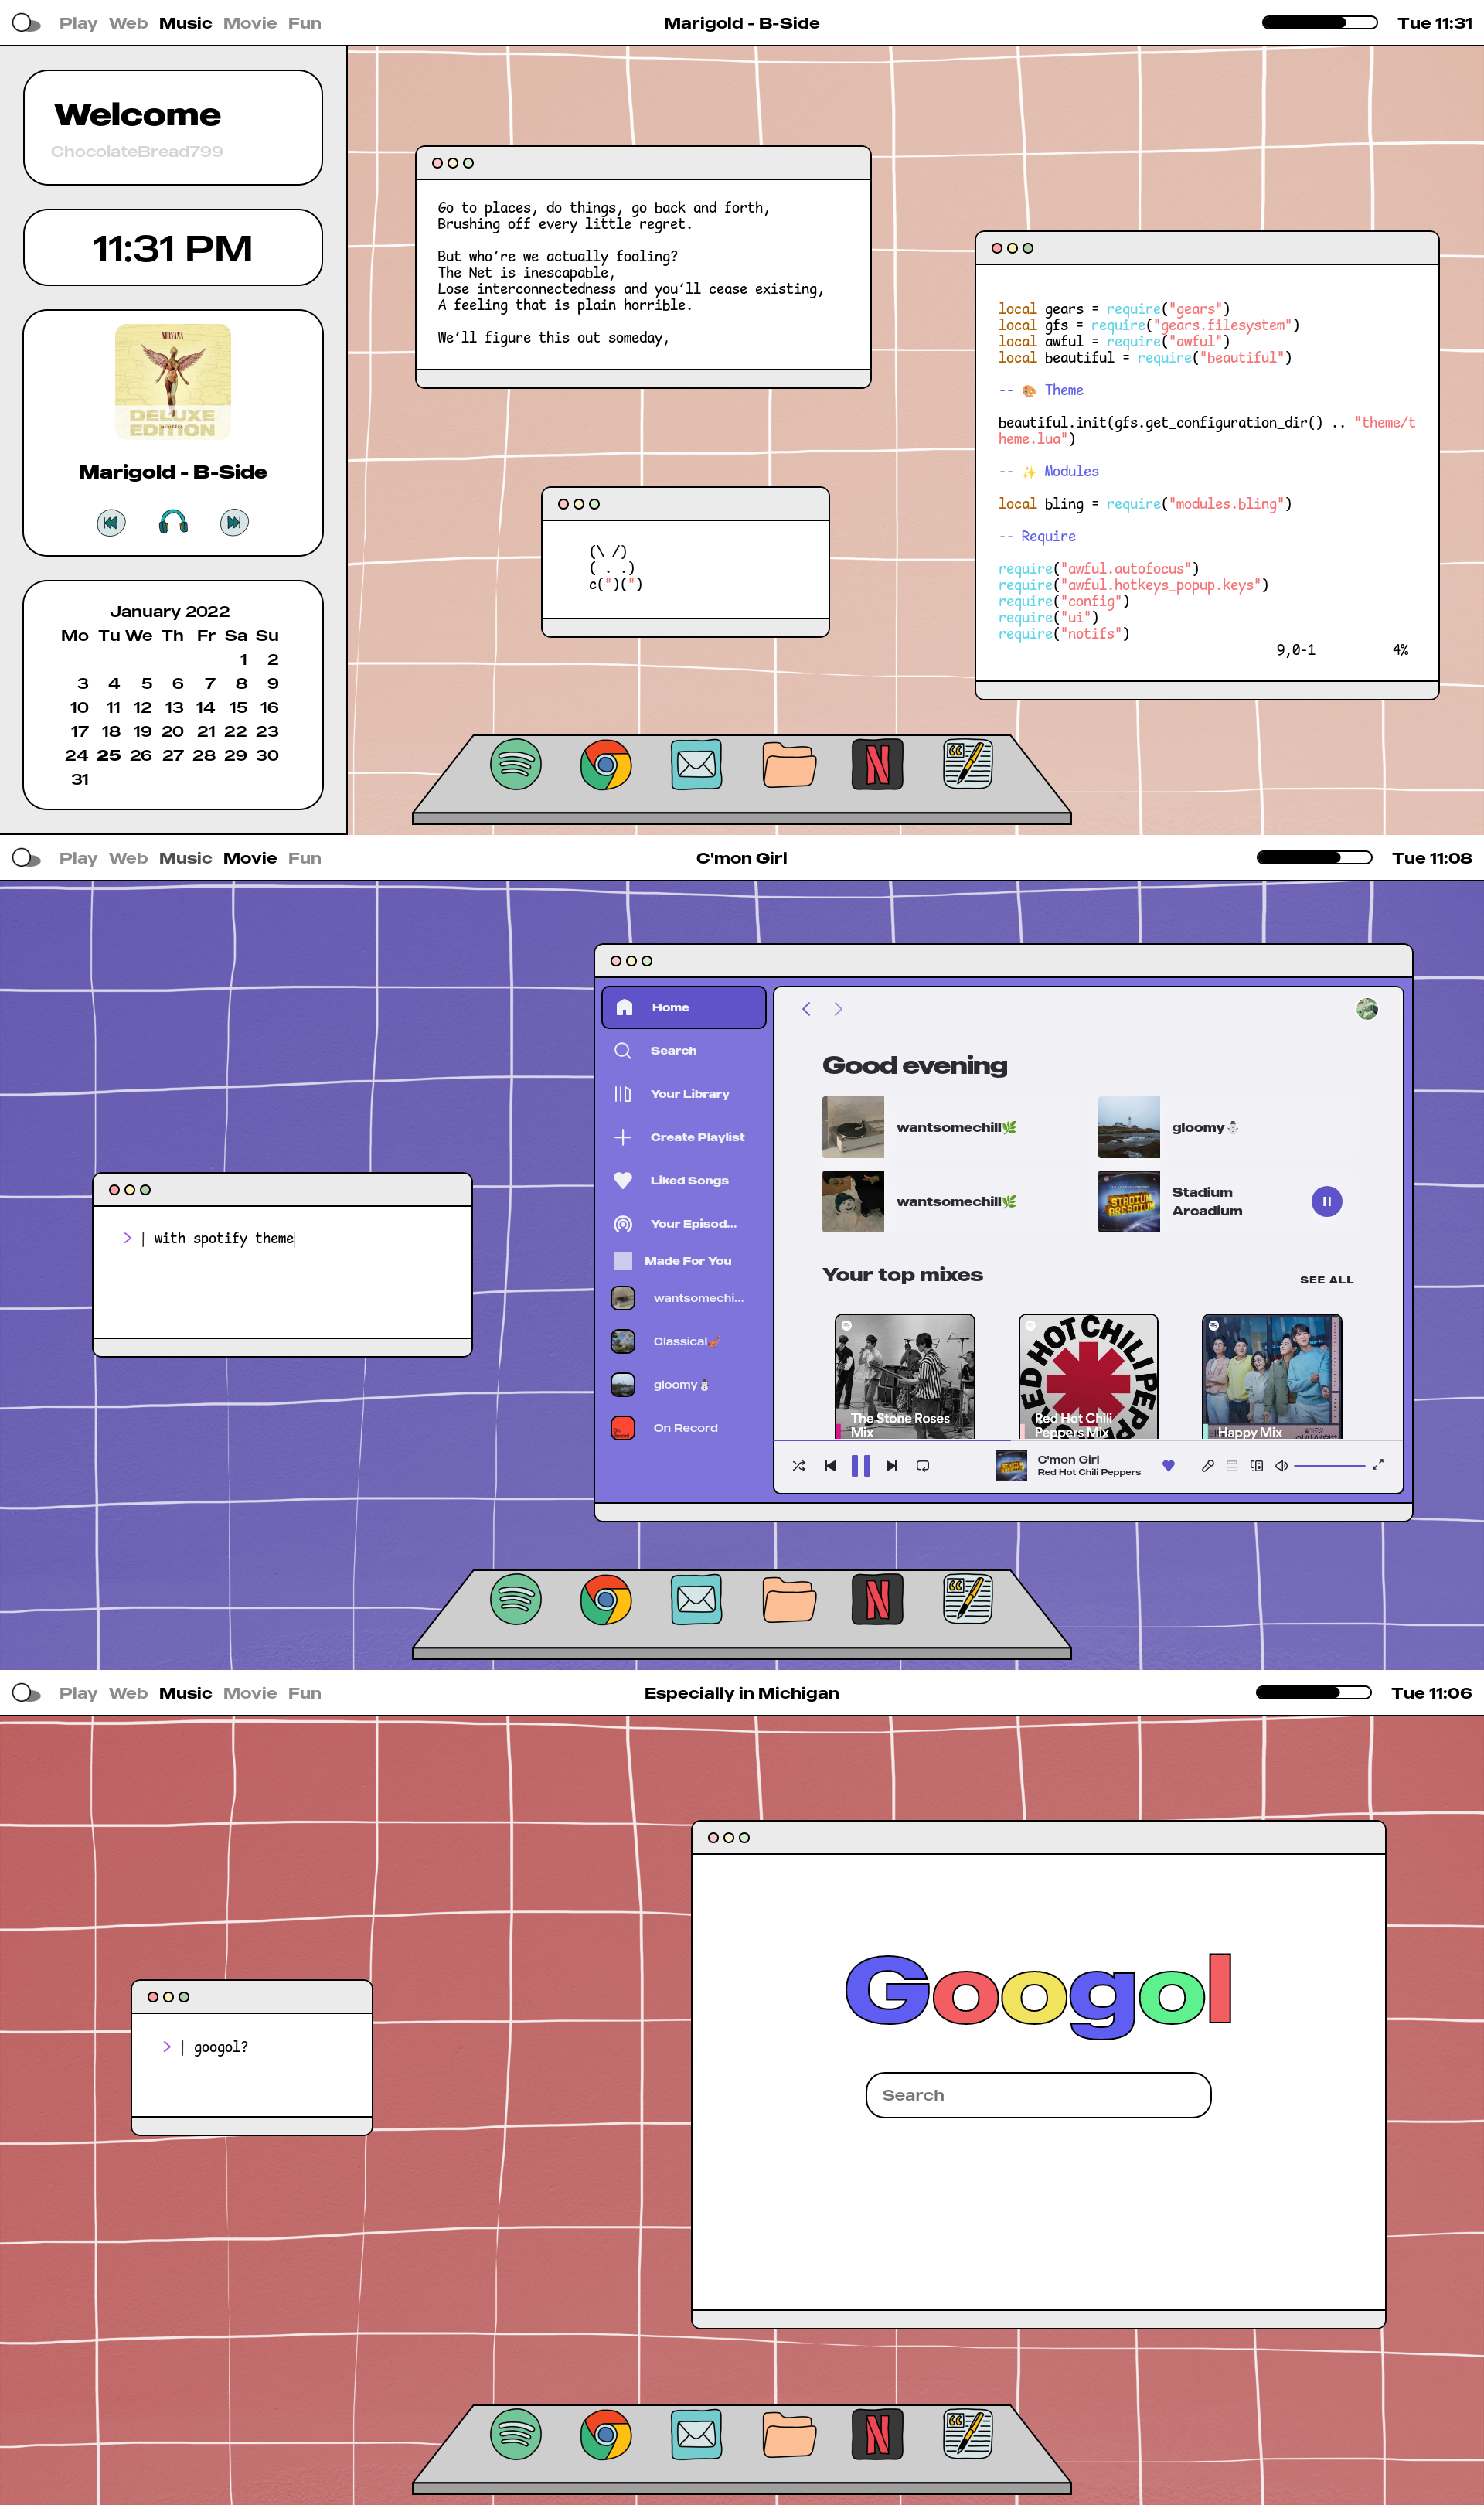 Play Web Music Movie Fun
Marigold - B-Side
Tue 11:31
Welcome
ChocolateBread799
11:31 PM
NIRVANA
DELUXE
EDITION
Marigold - B-Side
January 2022
Mo Tu We Th Fr Sa Su
1 2
3 4 5 6 7 8 9
10 11 12 13 14 15 16
17 18 19 20 21 22 23
24 25 26 27 28 29 30
31
Go to places, do things, go back and forth,
Brushing off every little regret.
But who're we actually fooling?
The Net is inescapable,
Lose interconnectedness and you'll cease existing,
A feeling that is plain horrible.
We'll figure this out someday,
(\ /)
( . .)
c(")(")
local gears = require("gears")
local gfs = require("gears.filesystem")
local awful = require("awful")
local beautiful = require("beautiful")
-- 🎨 Theme
beautiful.init(gfs.get_configuration_dir() .. "theme/t
heme.lua")
-- ✨ Modules
local bling = require("modules.bling")
-- Require
require("awful.autofocus")
require("awful.hotkeys_popup.keys")
require("config")
require("ui")
require("notifs")
9,0-1 4%
Play Web Music Movie Fun
C'mon Girl
Tue 11:08
> | with spotify theme
Home
Search
Your Library
Create Playlist
Liked Songs
Your Episod...
Made For You
wantsomechi...
Classical🎻
gloomy⛄
On Record
On Record
Good evening
wantsomechill🌿
gloomy⛄
wantsomechill🌿
STADIUM
ARCADIUM
Stadium
Arcadium
Your top mixes
SEE ALL
The Stone Roses
Mix
RED HOT CHILI PEPP
Red Hot Chili
Peppers Mix
Happy Mix
C'mon Girl
Red Hot Chili Peppers
Play Web Music Movie Fun
Especially in Michigan
Tue 11:06
> | googol?
Googol
Search